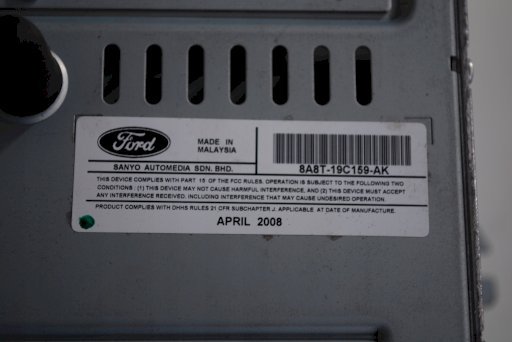 Ford
MADE IN
MALAYSIA
SANYO AUTOMEDIA SDN. BHD.
8A8T-19C159-AK
THIS DEVICE COMPLIES WITH PART 15 OF THE FCC RULES. OPERATION IS SUBJECT TO THE FOLLOWING TWO
CONDITIONS : (1) THIS DEVICE MAY NOT CAUSE HARMFUL INTERFERENCE, AND (2) THIS DEVICE MUST ACCEPT
ANY INTERFERENCE RECEIVED, INCLUDING INTERFERENCE THAT MAY CAUSE UNDESIRED OPERATION.
PRODUCT COMPLIES WITH DHHS RULES 21 CFR SUBCHAPTER J. APPLICABLE AT DATE OF MANUFACTURE.
APRIL 2008